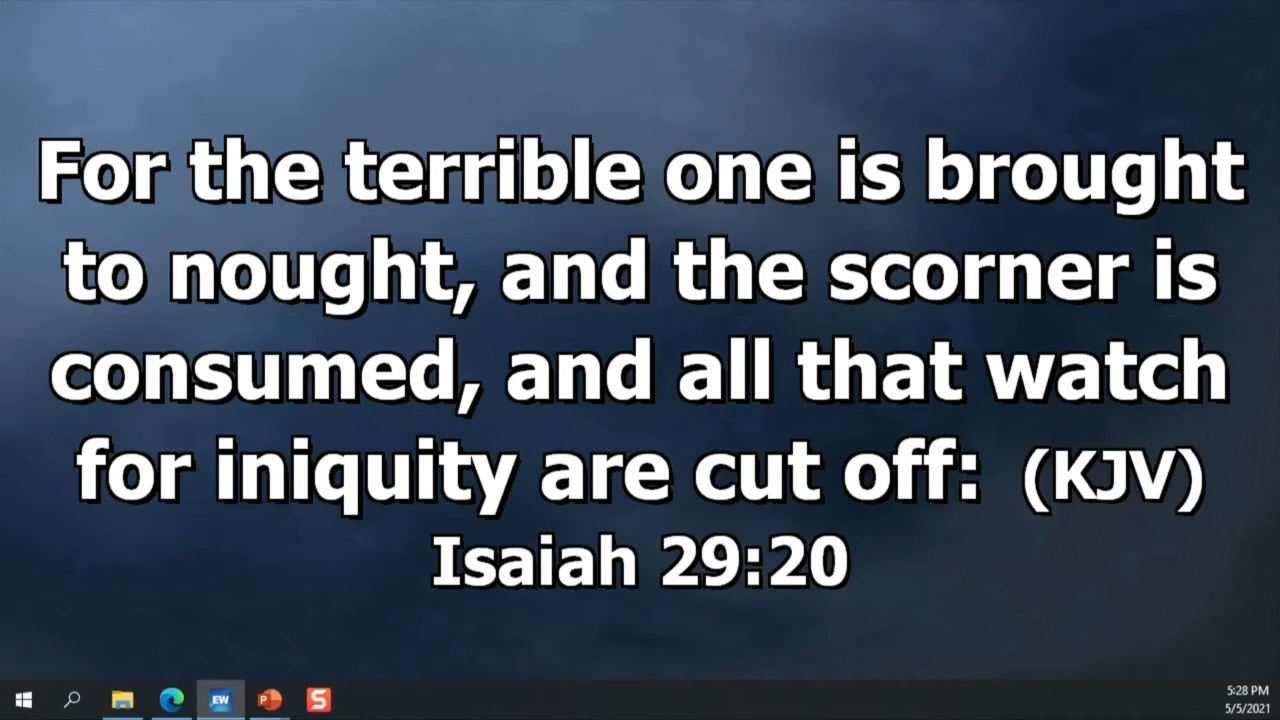 For the terrible one is brought
to nought, and the scorner is
consumed, and all that watch
for iniquity are cut off: (KJV)
Isaiah 29:20
EW
P
S
5:28 PM
5/5/2021